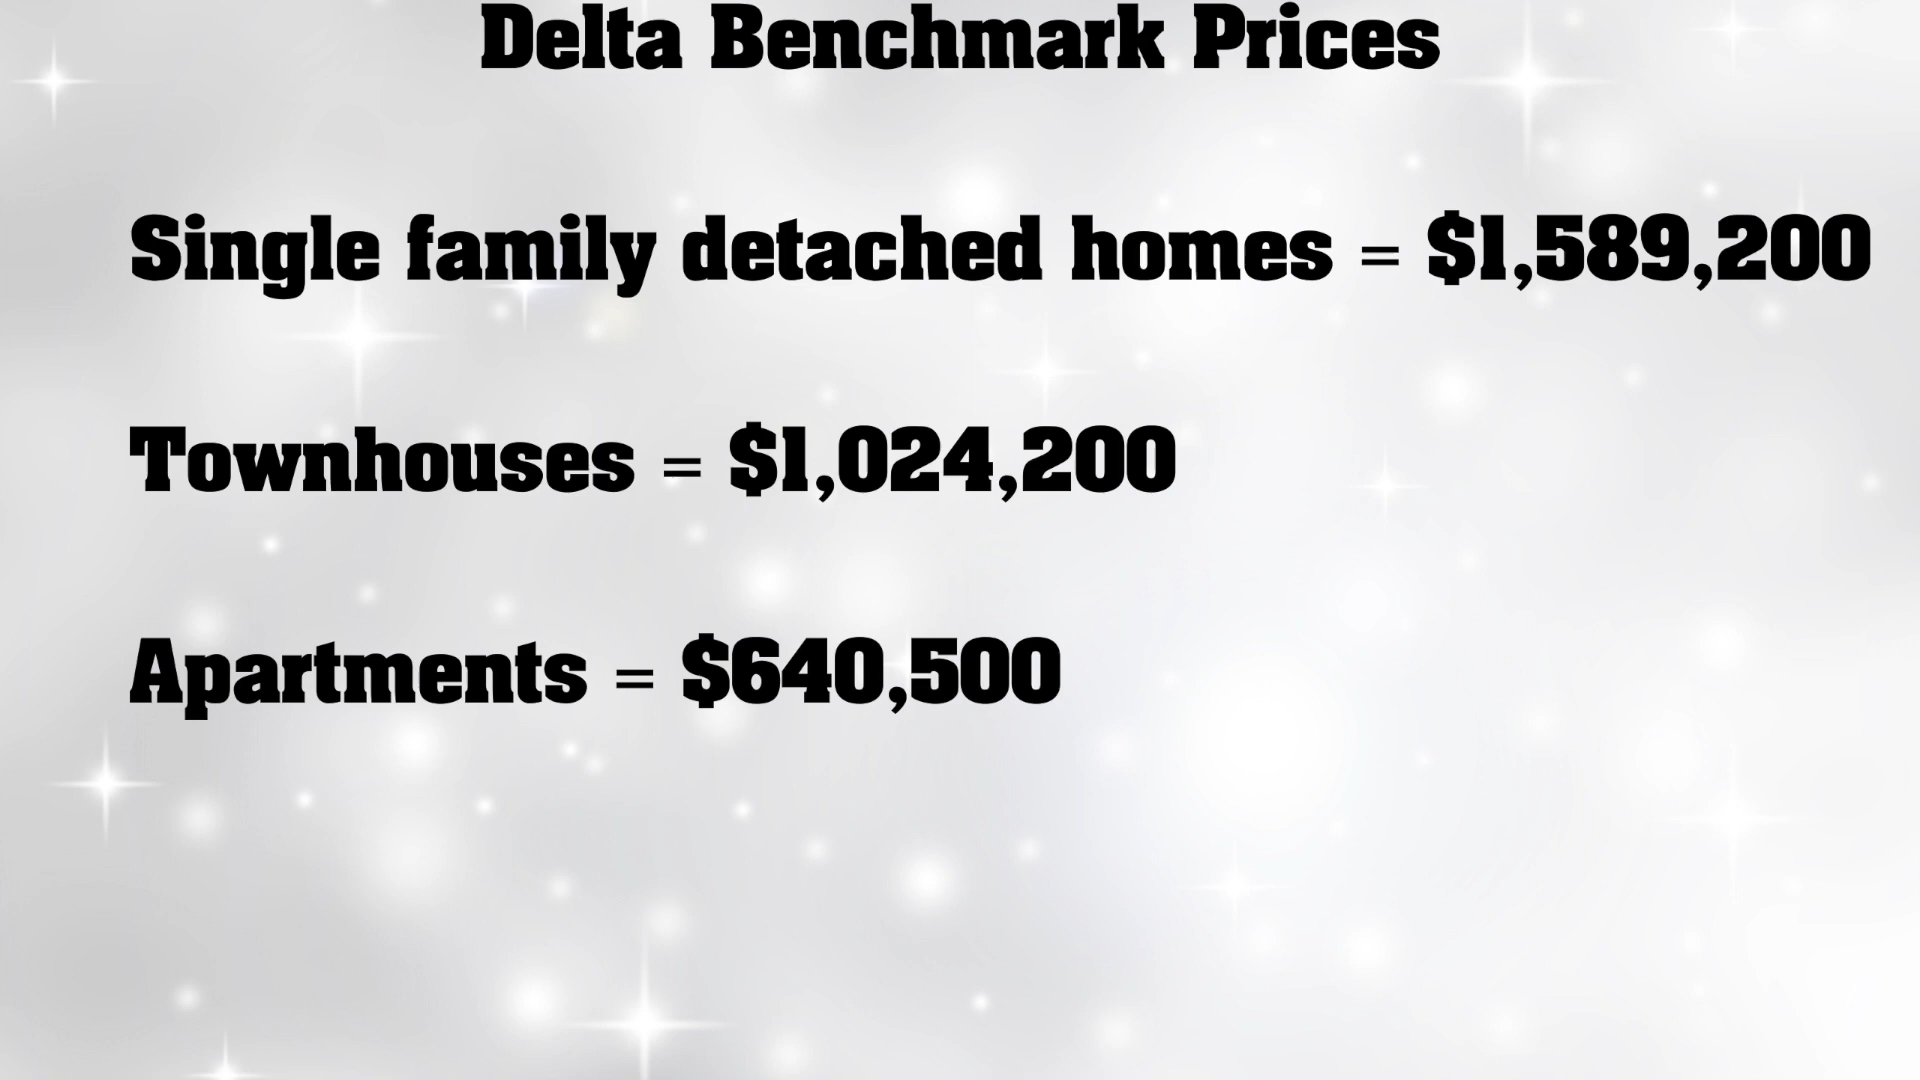 Delta Benchmark Prices
Single family detached homes = $1,589,200
Townhouses = $1,024,200
Apartments = $640,500